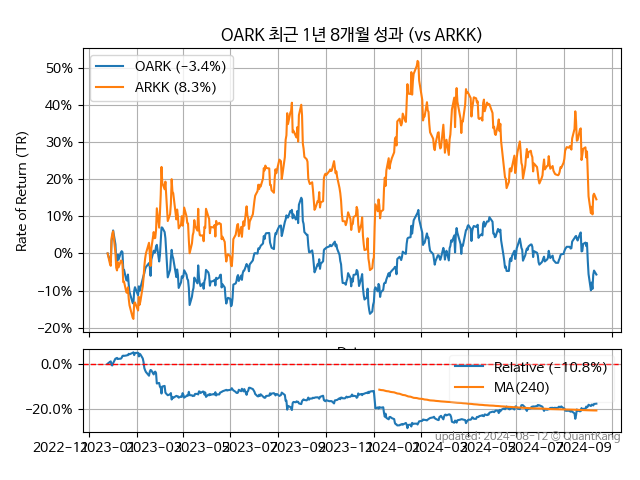 OARK 최근 1년 8개월 성과 (vs ARKK)
OARK (-3.4%)
ARKK (8.3%)
Rate of Return (TR)
50%
40%
30%
20%
10%
0%
-10%
-20%
0.0%
-20.0%
Relative (-10.8%)
MA(240)
updated: 2024-08-12 © QuantKang
2022-12 2023-01 2023-03 2023-05 2023-07 2023-09 2023-11 2024-01 2024-03 2024-05 2024-07 2024-09